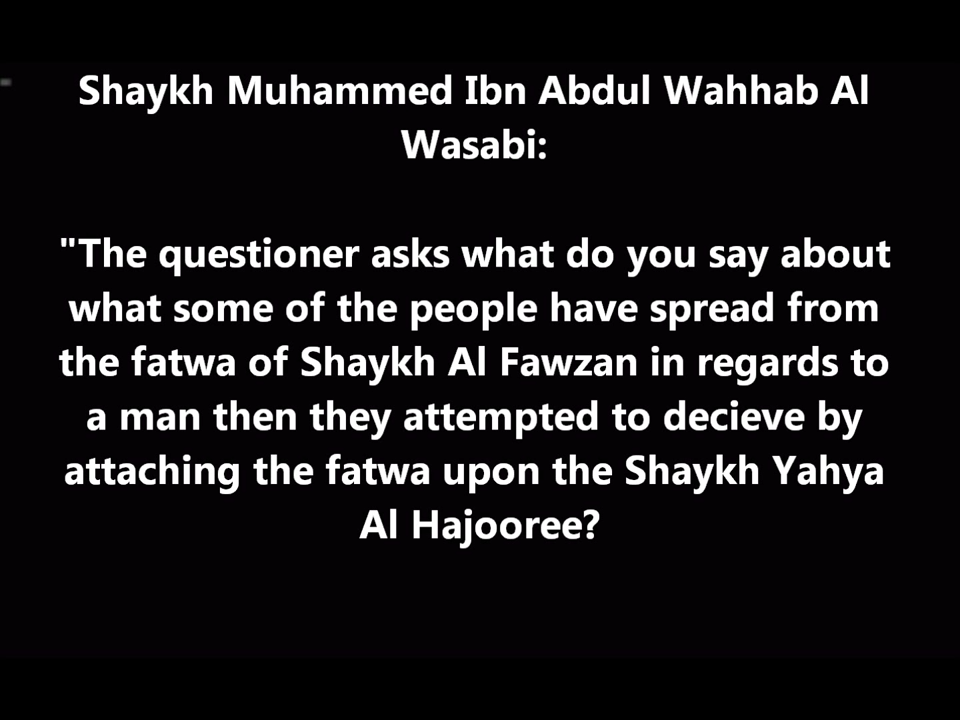 Shaykh Muhammed Ibn Abdul Wahhab Al
Wasabi:
"The questioner asks what do you say about
what some of the people have spread from
the fatwa of Shaykh Al Fawzan in regards to
a man then they attempted to decieve by
attaching the fatwa upon the Shaykh Yahya
Al Hajooree?